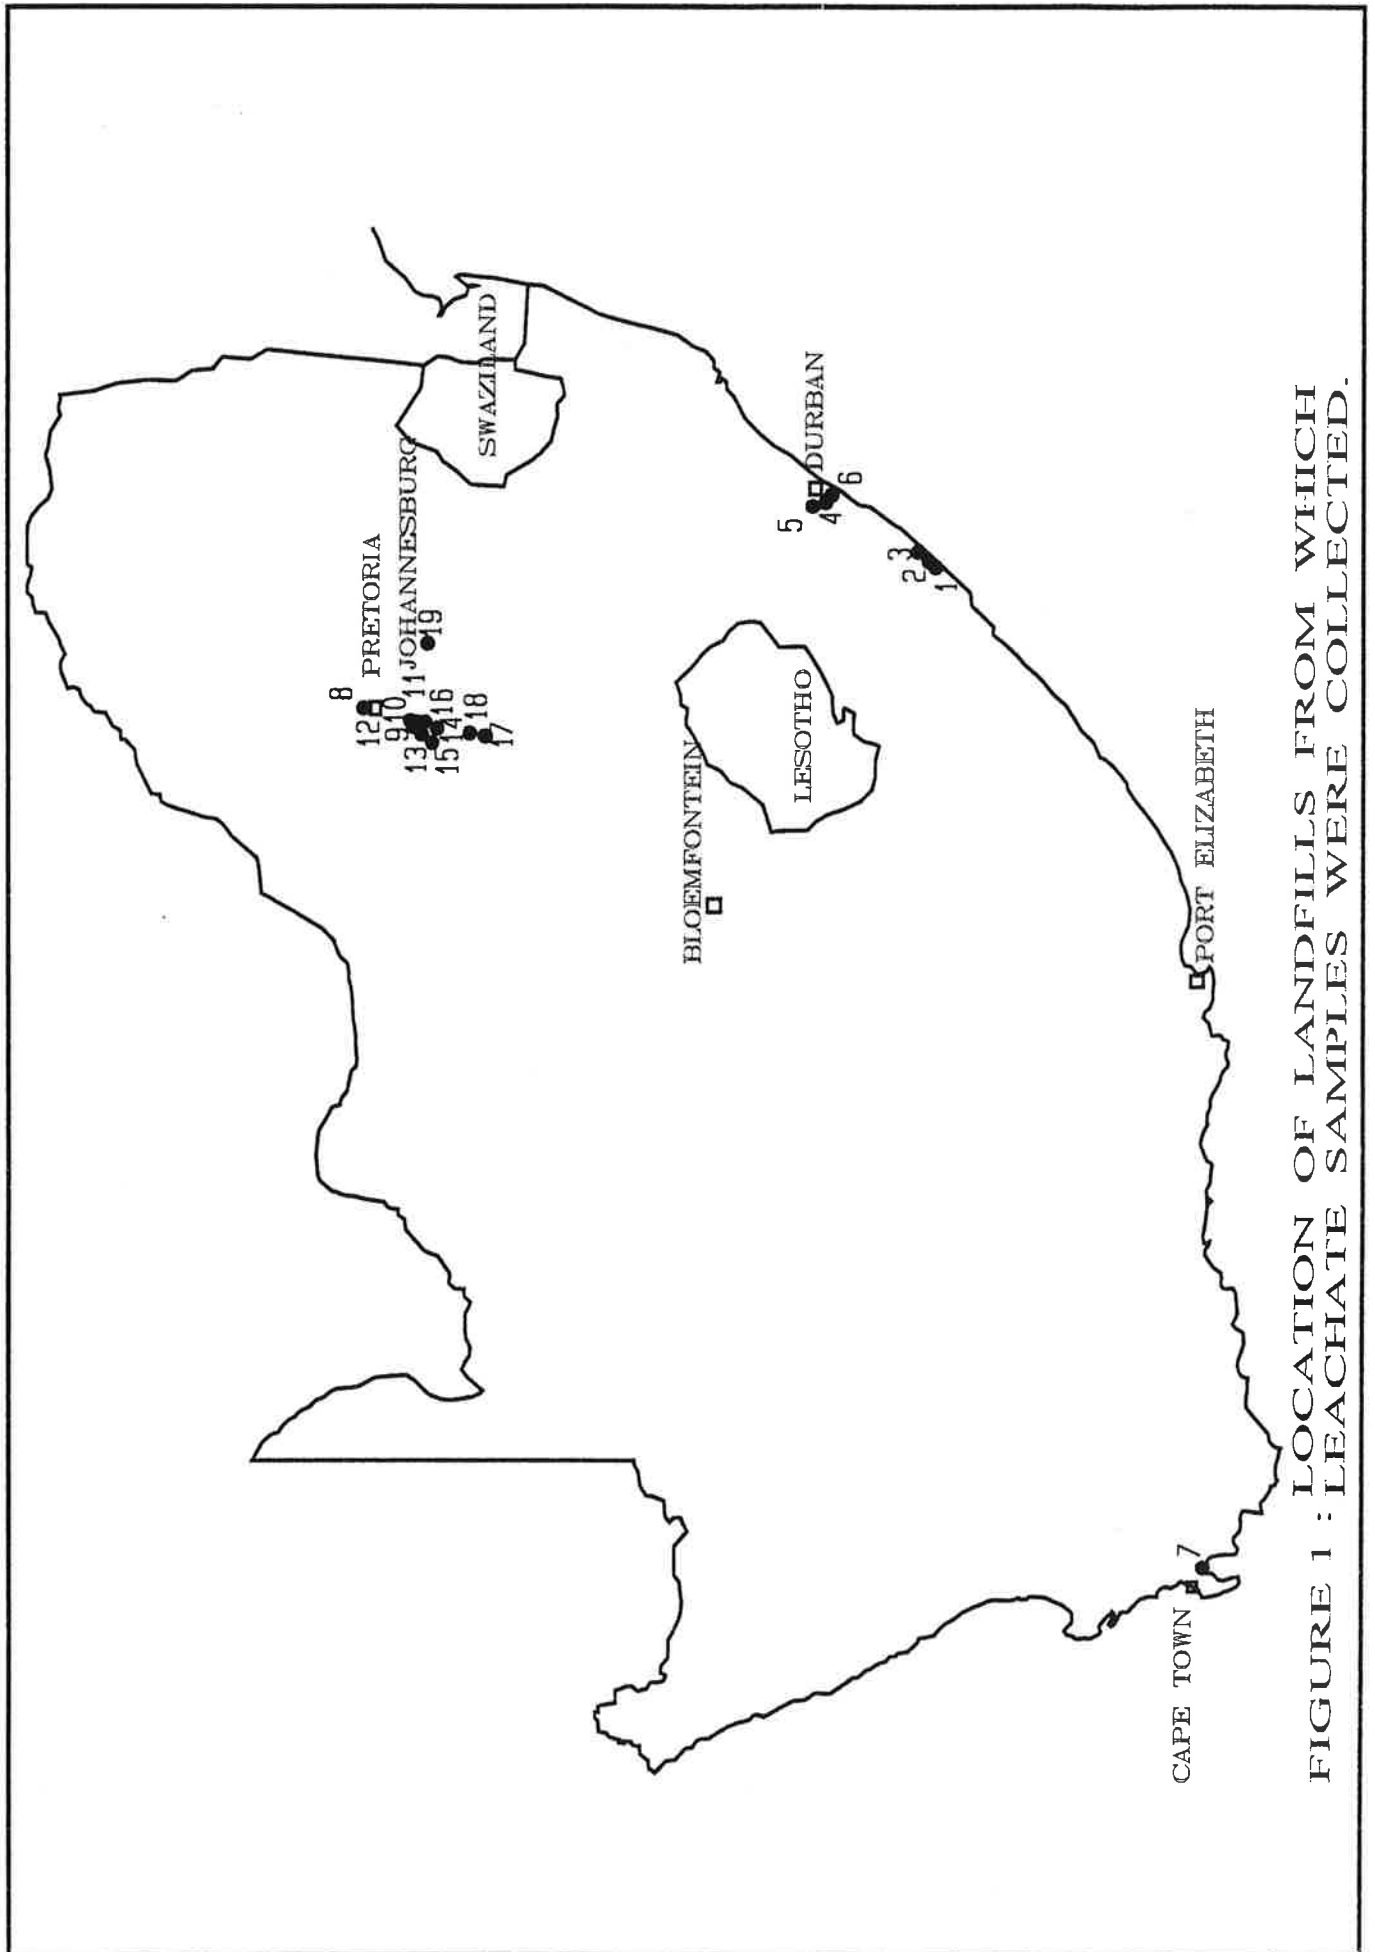 8
PRETORIA
12
9
10
11
JOHANNESBURG
13
16
19
15
14
18
17
SWAZILAND
BLOEMFONTEIN
LESOTHO
5
DURBAN
4
6
2
3
1
CAPE TOWN
7
PORT ELIZABETH
FIGURE 1 : LOCATION OF LANDFILLS FROM WHICH
LEACHATE SAMPLES WERE COLLECTED.